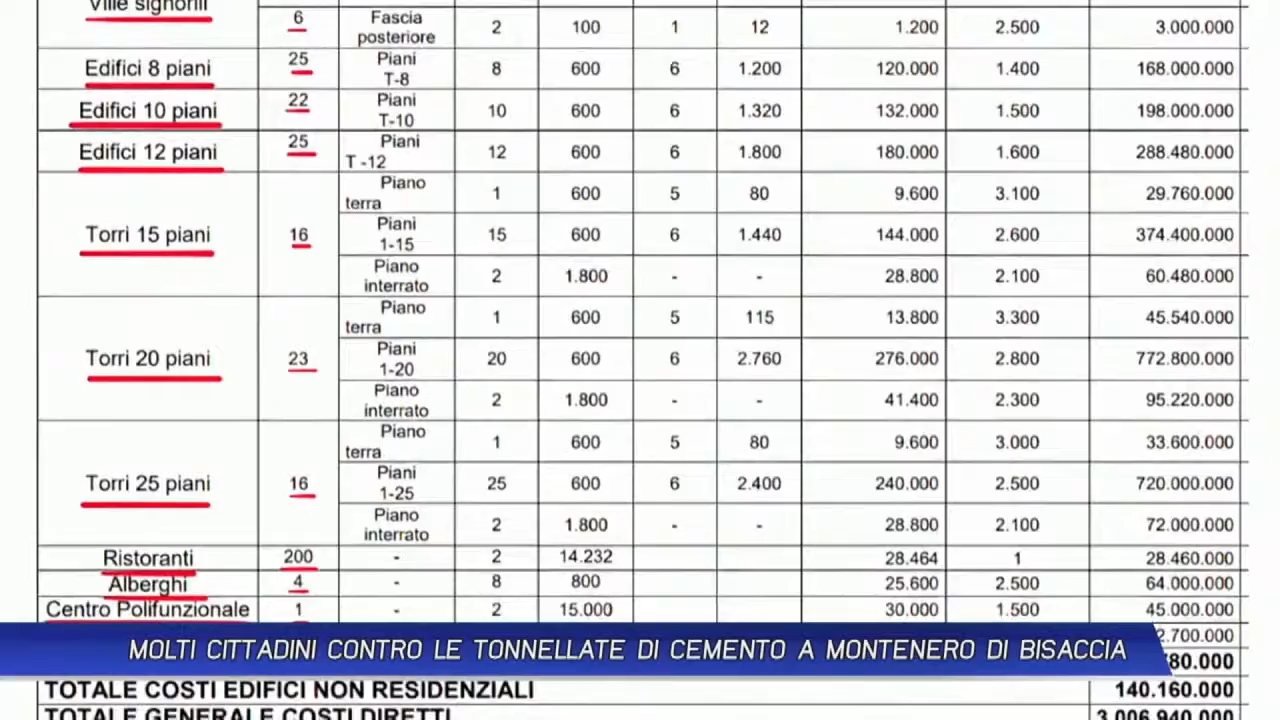 Ville signorili
6 Fascia posteriore 2 100 1 12 1.200 2.500 3.000.000
Edifici 8 piani 25 Piani T-8 8 600 6 1.200 120.000 1.400 168.000.000
Edifici 10 piani 22 Piani T-10 10 600 6 1.320 132.000 1.500 198.000.000
Edifici 12 piani 25 Piani T -12 12 600 6 1.800 180.000 1.600 288.480.000
Torri 15 piani 16 Piano terra 1 600 5 80 9.600 3.100 29.760.000
Piani 1-15 15 600 6 1.440 144.000 2.600 374.400.000
Piano interrato 2 1.800 - - 28.800 2.100 60.480.000
Torri 20 piani 23 Piano terra 1 600 5 115 13.800 3.300 45.540.000
Piani 1-20 20 600 6 2.760 276.000 2.800 772.800.000
Piano interrato 2 1.800 - - 41.400 2.300 95.220.000
Torri 25 piani 16 Piano terra 1 600 5 80 9.600 3.000 33.600.000
Piani 1-25 25 600 6 2.400 240.000 2.500 720.000.000
Piano interrato 2 1.800 - - 28.800 2.100 72.000.000
Ristoranti 200 - 2 14.232 28.464 1 28.460.000
Alberghi 4 - 8 800 25.600 2.500 64.000.000
Centro Polifunzionale 1 - 2 15.000 30.000 1.500 45.000.000
2.700.000
MOLTI CITTADINI CONTRO LE TONNELLATE DI CEMENTO A MONTENERO DI BISACCIA
80.000
TOTALE COSTI EDIFICI NON RESIDENZIALI 140.160.000
TOTALE GENERALE COSTI DIRETTI 3.006.940.000